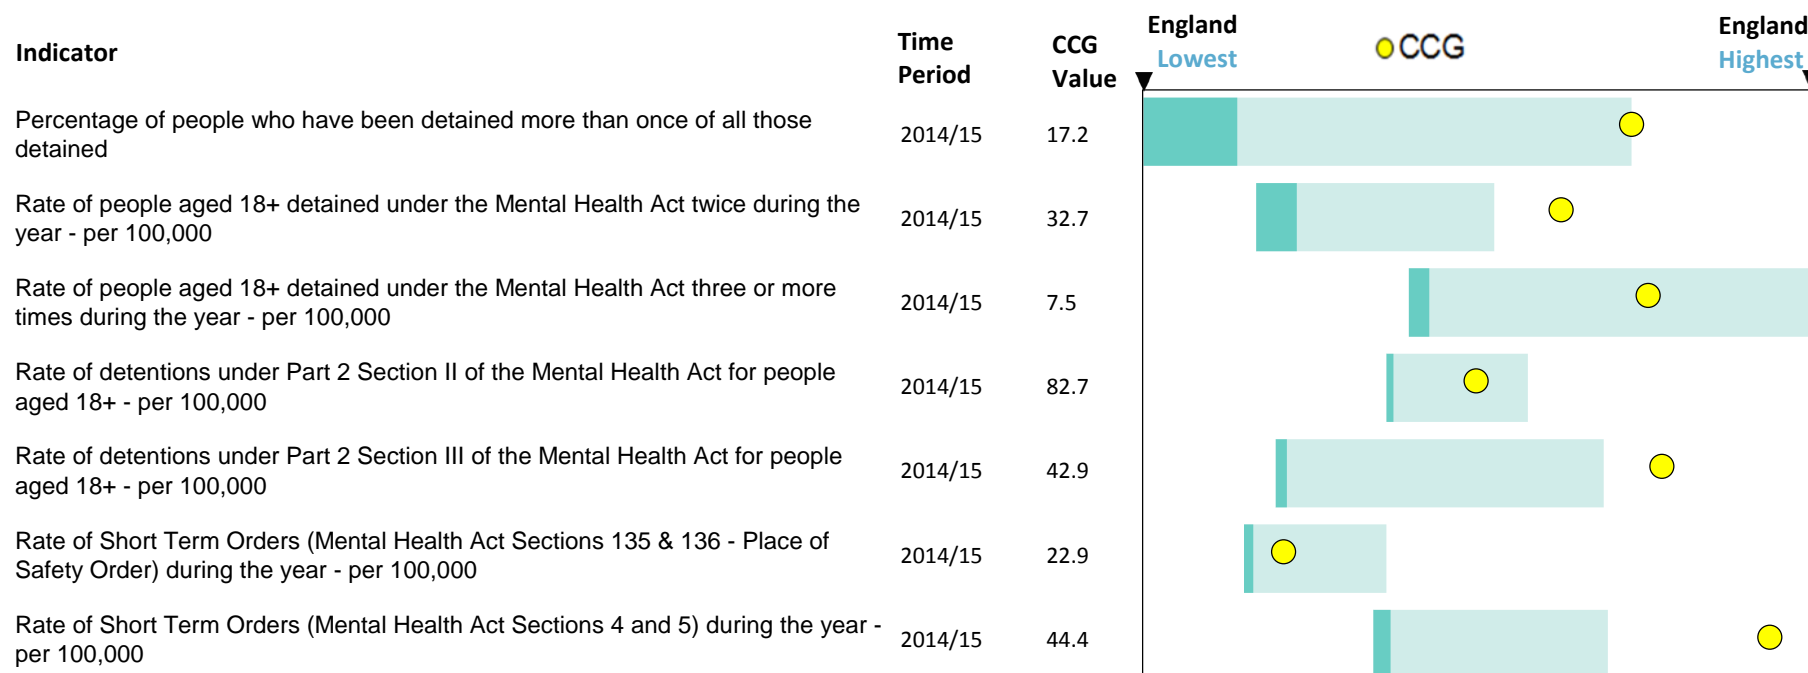 Indicator
Time
Period
CCG
Value
England
Lowest
CCG
England
Highest
Percentage of people who have been detained more than once of all those
detained
2014/15
17.2
Rate of people aged 18+ detained under the Mental Health Act twice during the
year - per 100,000
2014/15
32.7
Rate of people aged 18+ detained under the Mental Health Act three or more
times during the year - per 100,000
2014/15
7.5
Rate of detentions under Part 2 Section II of the Mental Health Act for people
aged 18+ - per 100,000
2014/15
82.7
Rate of detentions under Part 2 Section III of the Mental Health Act for people
aged 18+ - per 100,000
2014/15
42.9
Rate of Short Term Orders (Mental Health Act Sections 135 & 136 - Place of
Safety Order) during the year - per 100,000
2014/15
22.9
Rate of Short Term Orders (Mental Health Act Sections 4 and 5) during the year -
per 100,000
2014/15
44.4